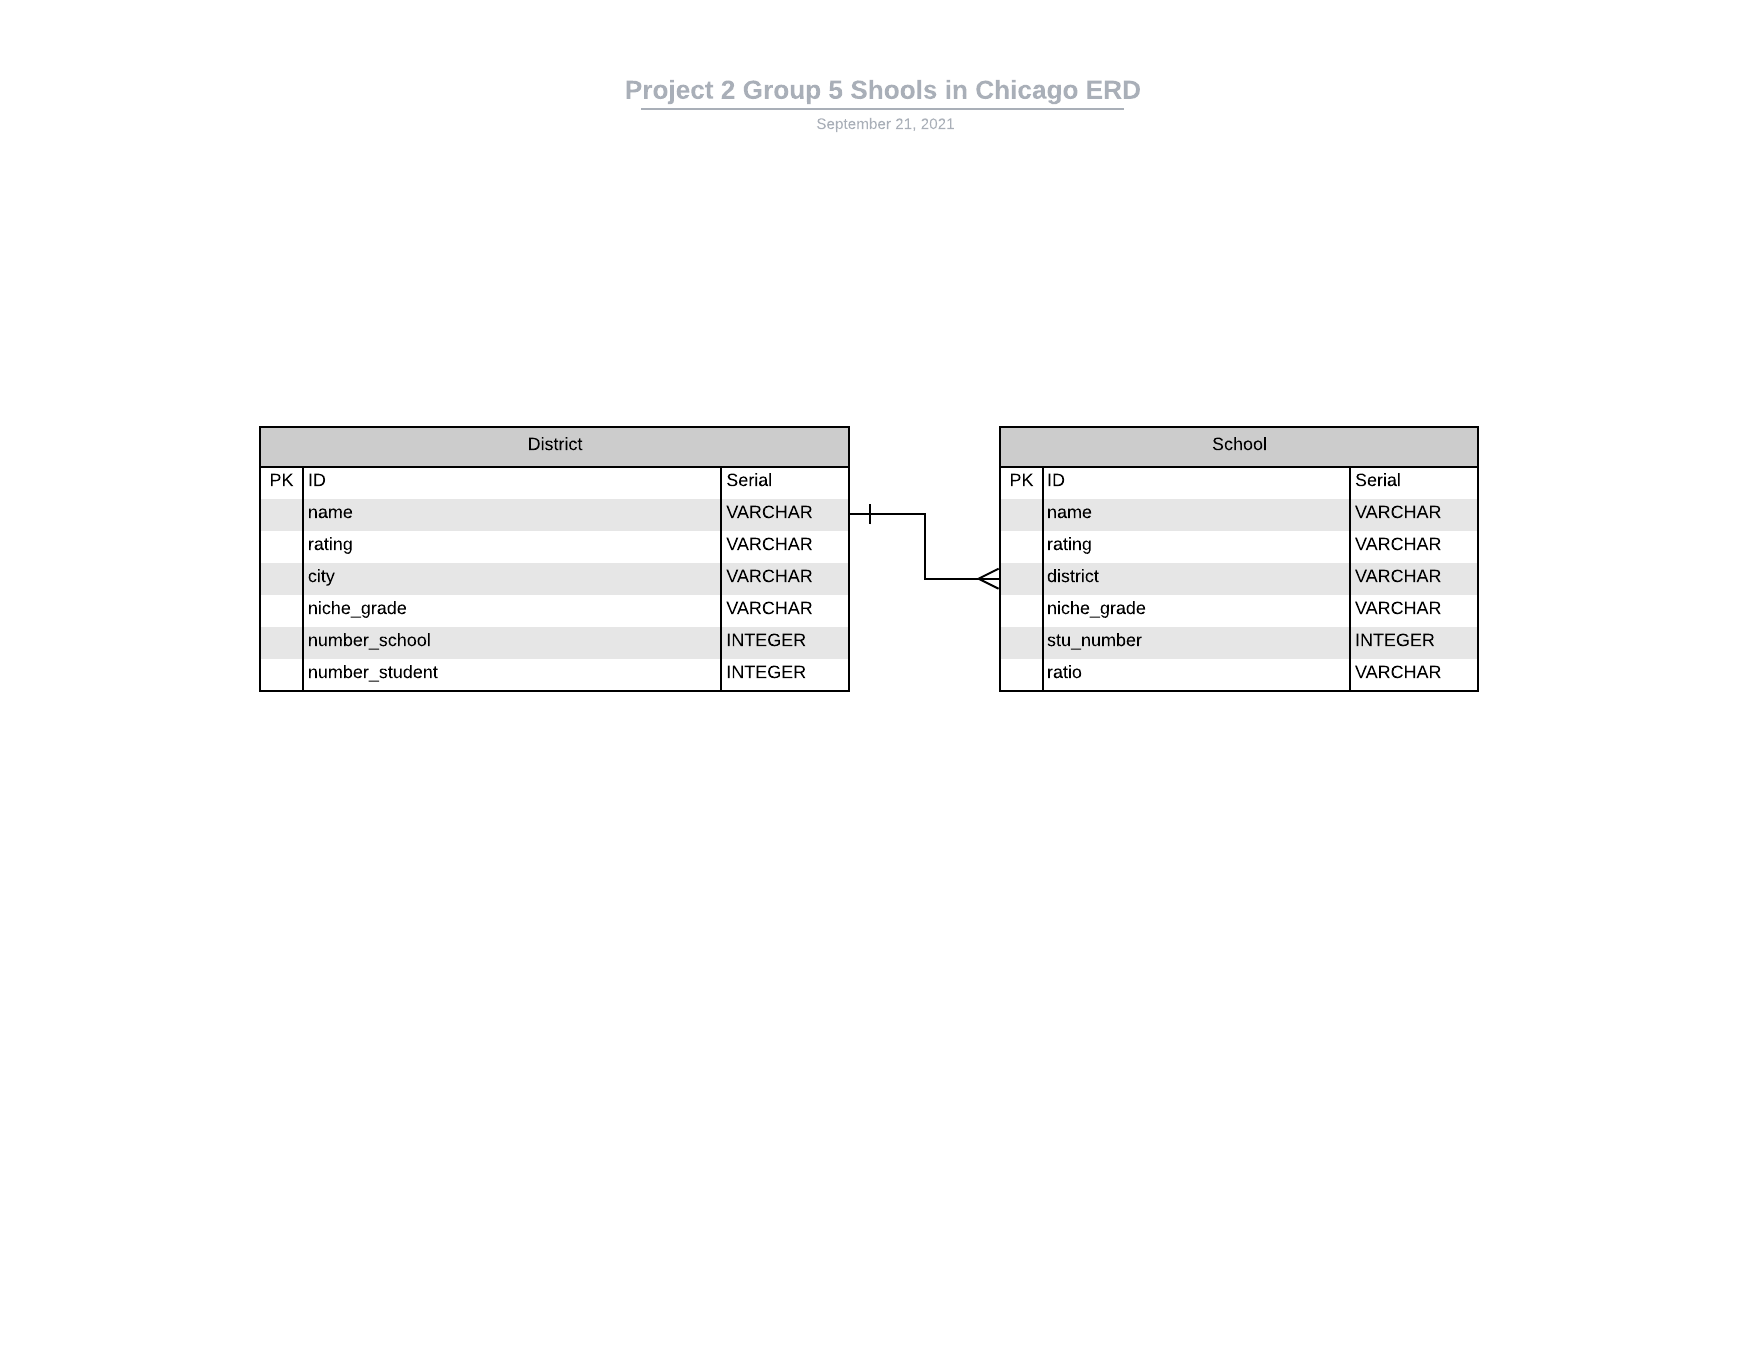 Project 2 Group 5 Shools in Chicago ERD
September 21, 2021
District
PK ID Serial
name VARCHAR
rating VARCHAR
city VARCHAR
niche_grade VARCHAR
number_school INTEGER
number_student INTEGER
School
PK ID Serial
name VARCHAR
rating VARCHAR
district VARCHAR
niche_grade VARCHAR
stu_number INTEGER
ratio VARCHAR